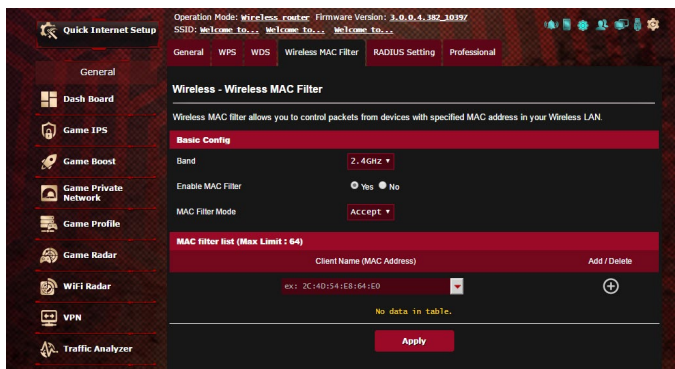 Quick Internet Setup
General
Dash Board
Game IPS
Game Boost
Game Private
Network
Game Profile
Game Radar
WiFi Radar
VPN
Traffic Analyzer
Operation Mode: Wireless router Firmware Version: 3.0.0.4.382_10397
SSID: Welcome to... Welcome to... Welcome to...
General WPS WDS Wireless MAC Filter RADIUS Setting Professional
Wireless - Wireless MAC Filter
Wireless MAC filter allows you to control packets from devices with specified MAC address in your Wireless LAN.
Basic Config
Band 2.4GHz
Enable MAC Filter Yes No
MAC Filter Mode Accept
MAC filter list (Max Limit : 64)
Client Name (MAC Address) Add / Delete
ex: 2C:4D:54:E8:64:E0
No data in table.
Apply